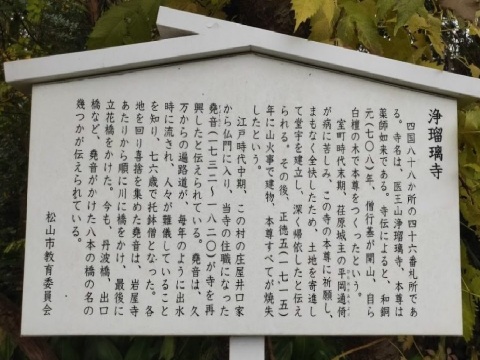 浄瑠璃寺
四国八十八か所の四十六番札所であ
る。寺名は、医王山浄瑠璃寺、本尊は
薬師如来である。寺伝によると、和銅
元(七〇八)年、僧行基が開山、自ら
白檀の木で本尊をつくったという。
室町時代末期、荏原城主の平岡通倚
が病に苦しみ、この寺の本尊に祈願し、
まもなく全快したため、土地を寄進し
て堂宇を建立し、深く帰依したと伝え
られる。その後、正徳五(一七一五)
年に山火事で建物、本尊すべてが焼失
したという。
江戸時代中期、この村の庄屋井口家
から仏門に入り、当寺の住職になった
堯音(一七三二~一八二〇)が寺を再
興したと伝えられている。堯音は、久
万からの遍路道が、毎年のように出水
時に流され、人々が難儀していること
を知り、七六歳で托鉢僧となった。各
地を回り喜捨を集めた堯音は、岩屋寺
あたりから順に川に橋をかけ、最後に
立花橋をかけた。今も、丹波橋、出口
橋など、堯音がかけた八本の橋の名の
幾つかが伝えられている。
松山市教育委員会